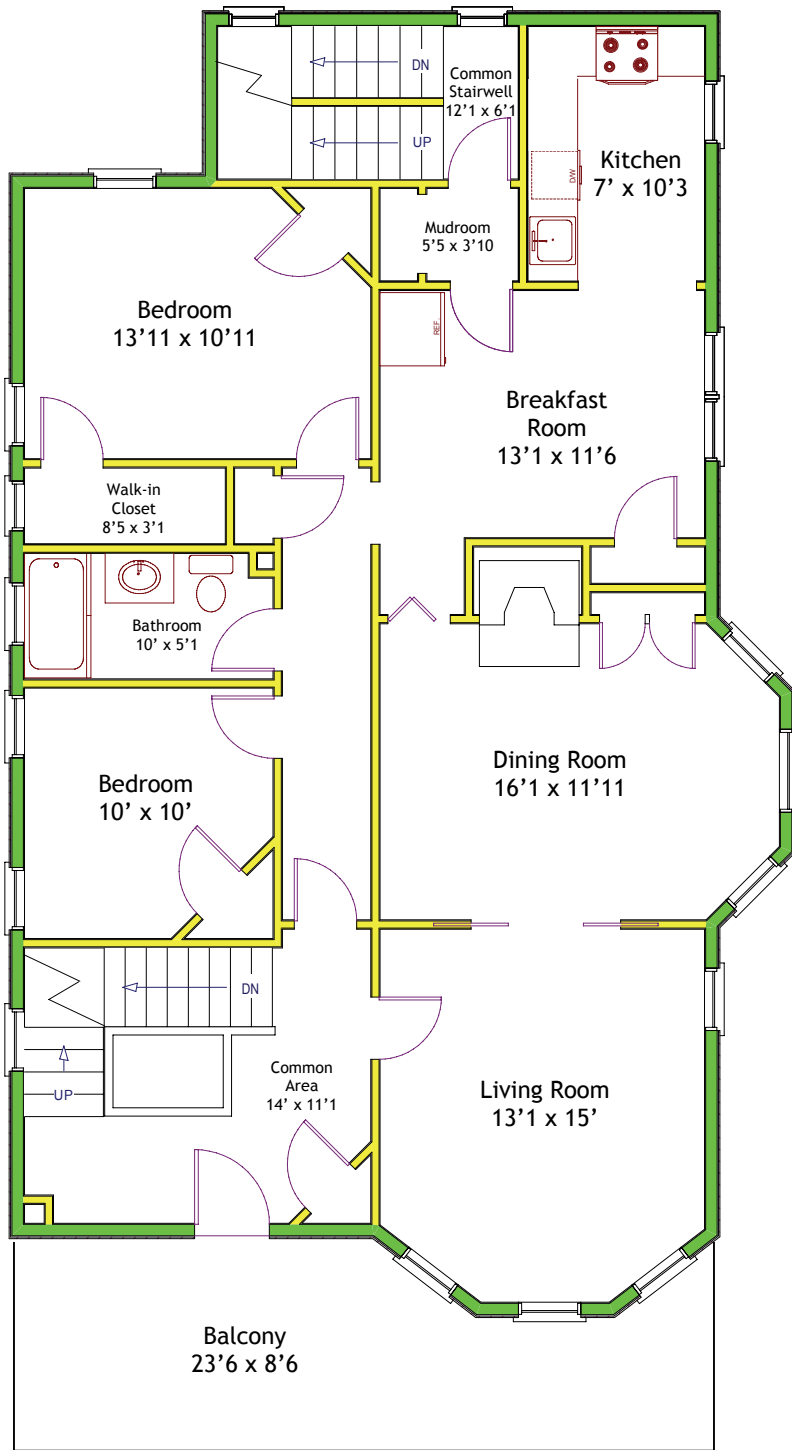 DN
Common
Stairwell
12’1 x 6’1
UP
Kitchen
7’ x 10’3
D/W
Mudroom
5’5 x 3’10
Bedroom
13’11 x 10’11
REF.
Breakfast
Room
13’1 x 11’6
Walk-in
Closet
8’5 x 3’1
Bathroom
10’ x 5’1
Dining Room
16’1 x 11’11
Bedroom
10’ x 10’
DN
UP
Common
Area
14’ x 11’1
Living Room
13’1 x 15’
Balcony
23’6 x 8’6